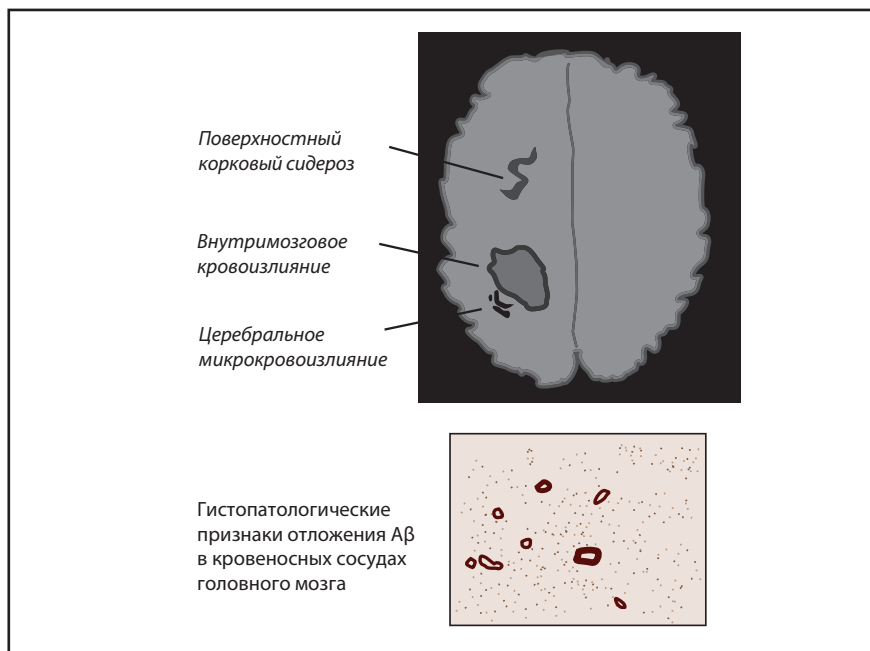 Поверхностный
корковый сидероз
Внутримозговое
кровоизлияние
Церебральное
микрокровоизлияние
Гистопатологические
признаки отложения Aβ
в кровеносных сосудах
головного мозга